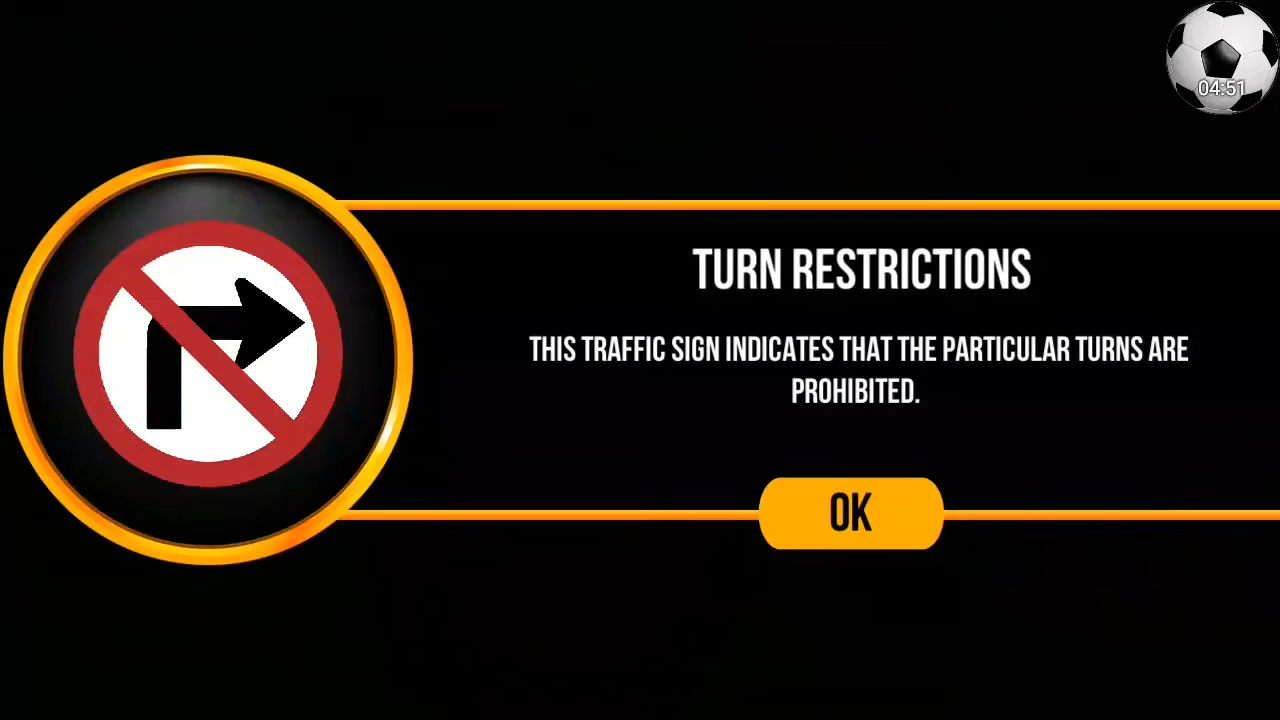 04:51
TURN RESTRICTIONS
THIS TRAFFIC SIGN INDICATES THAT THE PARTICULAR TURNS ARE
PROHIBITED.
OK